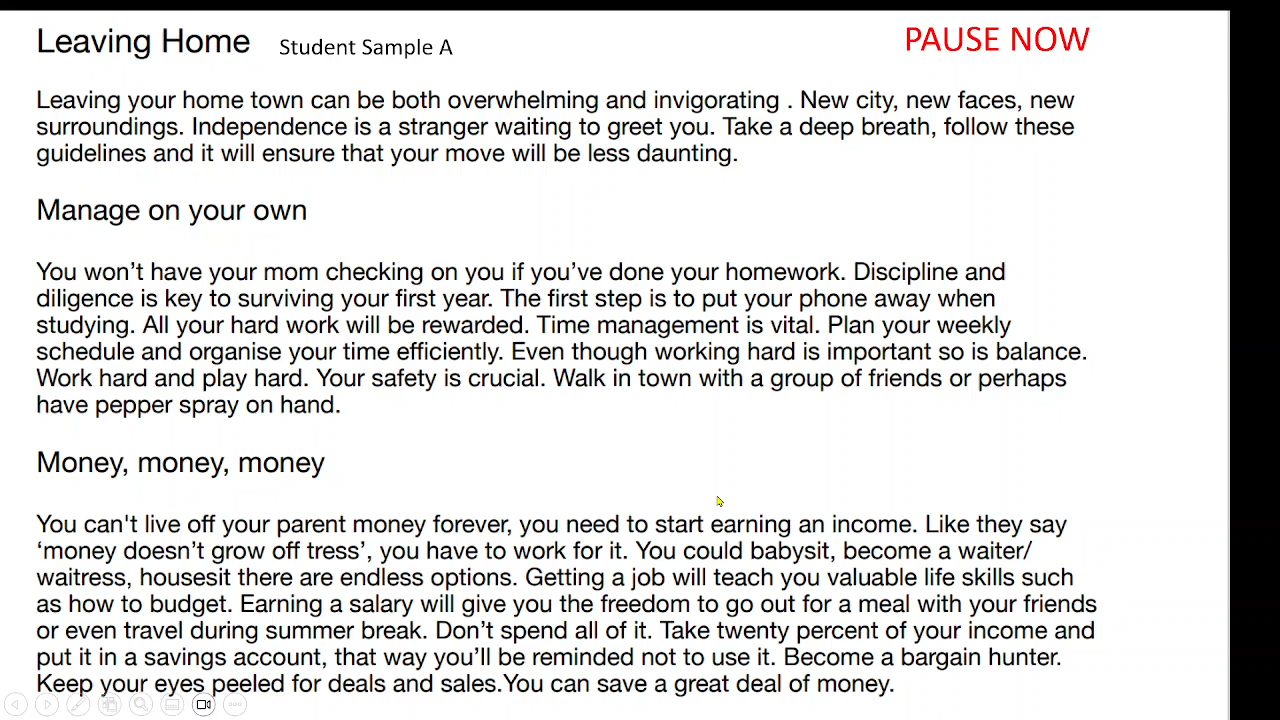 Leaving Home Student Sample A PAUSE NOW
Leaving your home town can be both overwhelming and invigorating . New city, new faces, new
surroundings. Independence is a stranger waiting to greet you. Take a deep breath, follow these
guidelines and it will ensure that your move will be less daunting.
Manage on your own
You won’t have your mom checking on you if you’ve done your homework. Discipline and
diligence is key to surviving your first year. The first step is to put your phone away when
studying. All your hard work will be rewarded. Time management is vital. Plan your weekly
schedule and organise your time efficiently. Even though working hard is important so is balance.
Work hard and play hard. Your safety is crucial. Walk in town with a group of friends or perhaps
have pepper spray on hand.
Money, money, money
You can't live off your parent money forever, you need to start earning an income. Like they say
‘money doesn’t grow off tress’, you have to work for it. You could babysit, become a waiter/
waitress, housesit there are endless options. Getting a job will teach you valuable life skills such
as how to budget. Earning a salary will give you the freedom to go out for a meal with your friends
or even travel during summer break. Don’t spend all of it. Take twenty percent of your income and
put it in a savings account, that way you’ll be reminded not to use it. Become a bargain hunter.
Keep your eyes peeled for deals and sales.You can save a great deal of money.